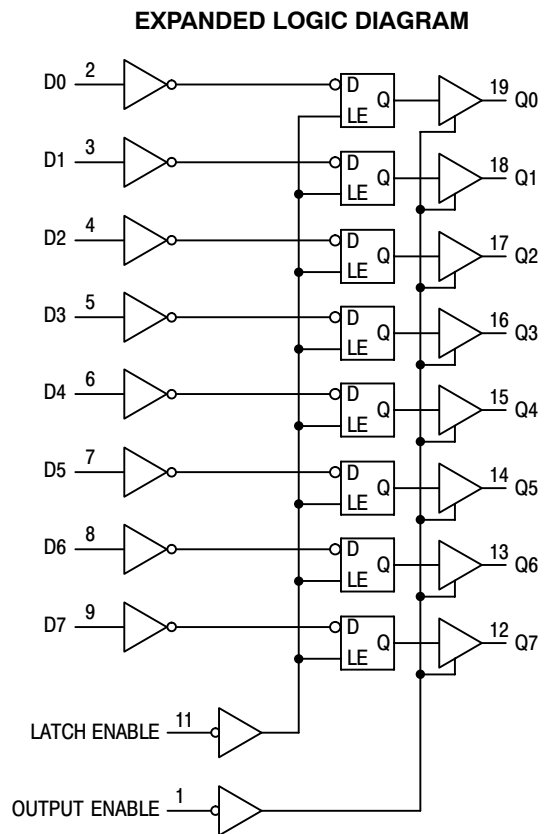 EXPANDED LOGIC DIAGRAM
D0 2 D Q LE 19 Q0
D1 3 D Q LE 18 Q1
D2 4 D Q LE 17 Q2
D3 5 D Q LE 16 Q3
D4 6 D Q LE 15 Q4
D5 7 D Q LE 14 Q5
D6 8 D Q LE 13 Q6
D7 9 D Q LE 12 Q7
LATCH ENABLE 11
OUTPUT ENABLE 1